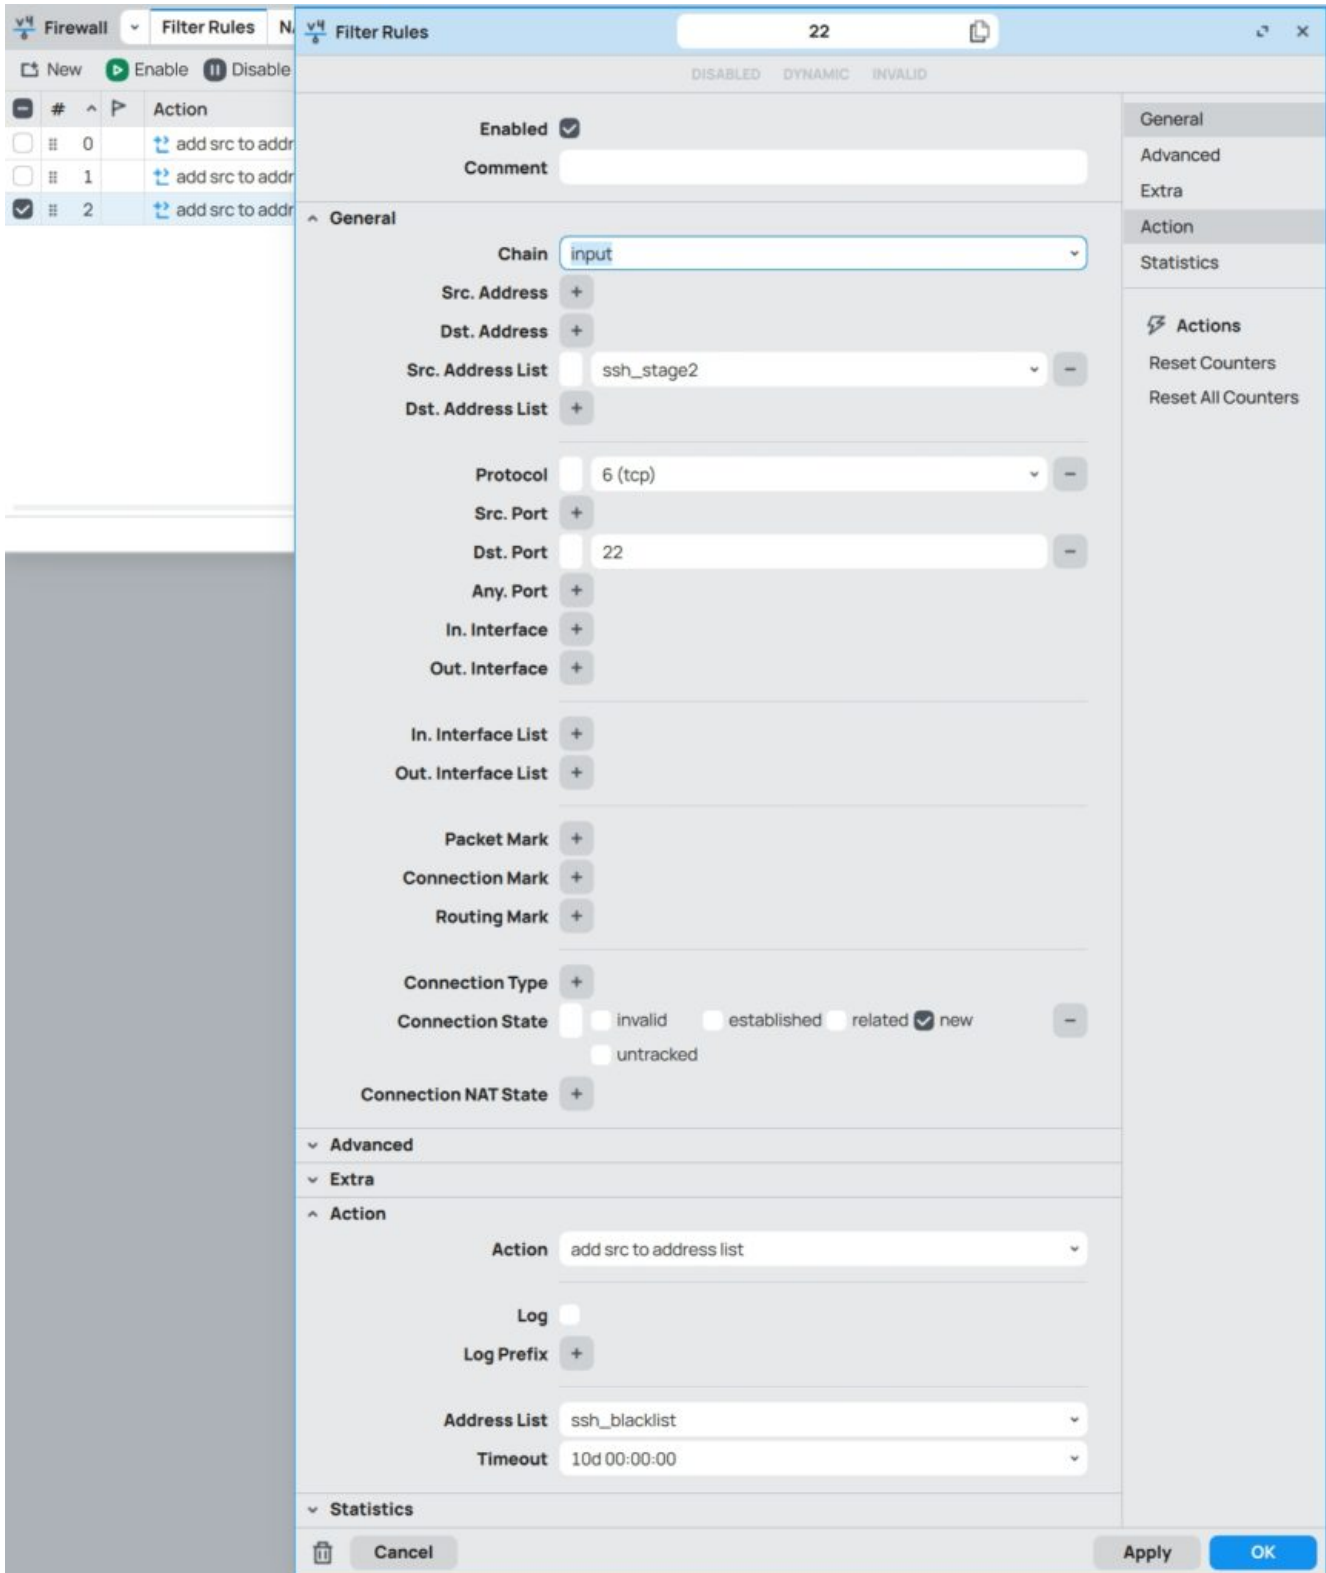 Firewall Filter Rules N
New Enable Disable
# Action
0 add src to addr
1 add src to addr
2 add src to addr
Filter Rules 22
DISABLED DYNAMIC INVALID
Enabled
Comment
General
Chain input
Src. Address +
Dst. Address +
Src. Address List ssh_stage2 -
Dst. Address List +
Protocol 6 (tcp) -
Src. Port +
Dst. Port 22 -
Any. Port +
In. Interface +
Out. Interface +
In. Interface List +
Out. Interface List +
Packet Mark +
Connection Mark +
Routing Mark +
Connection Type +
Connection State invalid established related new -
untracked
Connection NAT State +
Advanced
Extra
Action
Action add src to address list
Log
Log Prefix +
Address List ssh_blacklist
Timeout 10d 00:00:00
Statistics
Cancel Apply OK
General
Advanced
Extra
Action
Statistics
Actions
Reset Counters
Reset All Counters